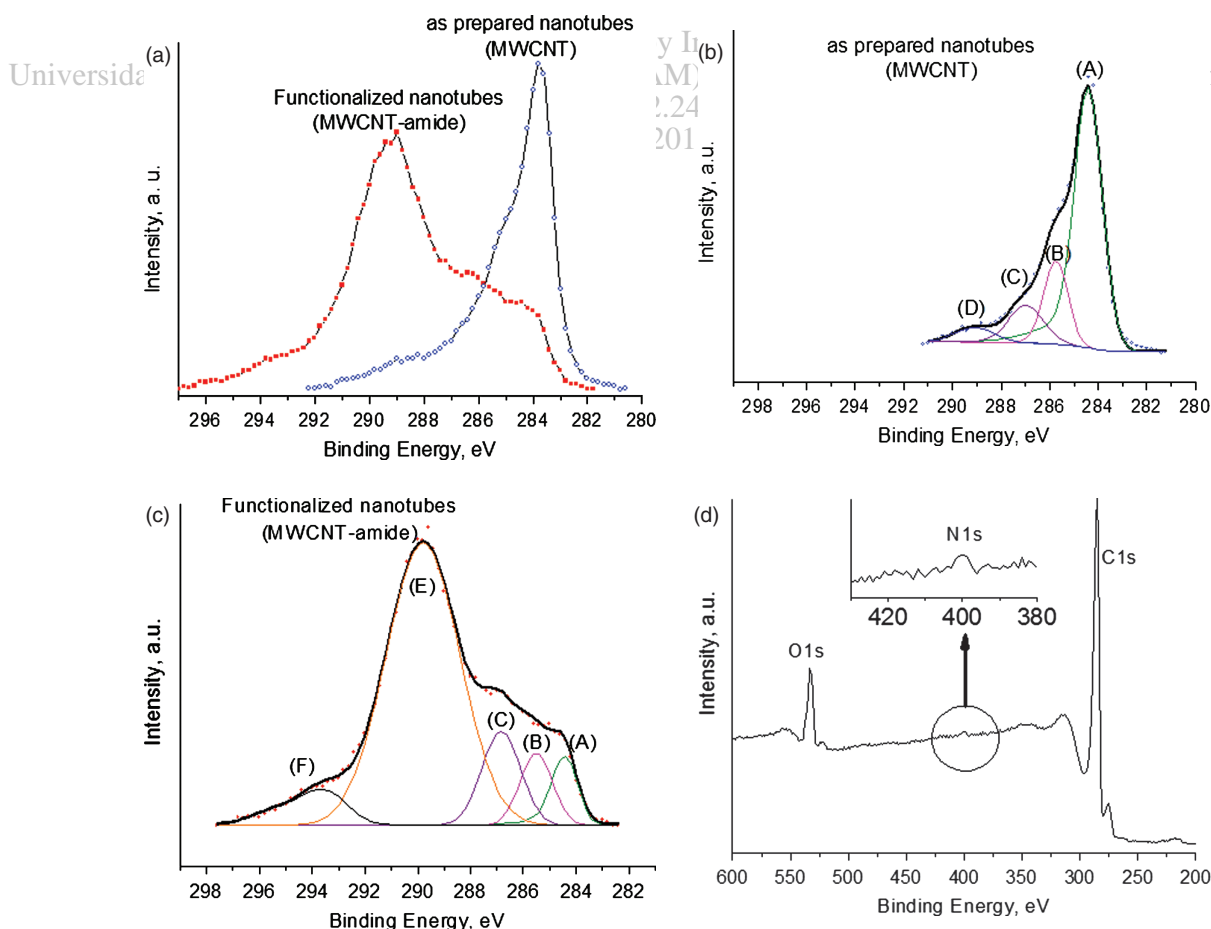 as prepared nanotubes
(MWCNT)
(a)
Functionalized nanotubes
(MWCNT-amide)
Intensity, a. u.
296 294 292 290 289 288 286 284 282 280
Binding Energy, eV
(b)
as prepared nanotubes
(MWCNT)
(A)
(B)
(C)
(D)
Intensity, a.u.
298 296 294 292 290 288 286 284 282 280
Binding Energy, eV
(c)
Functionalized nanotubes
(MWCNT-amide)
(E)
(C)
(B)
(A)
(F)
Intensity, a.u.
298 296 294 292 290 288 286 284 282
Binding Energy, eV
(d)
N1s
420 400 380
C1s
O1s
Intensity, a.u.
600 550 500 450 400 350 300 250 200
Binding Energy, eV